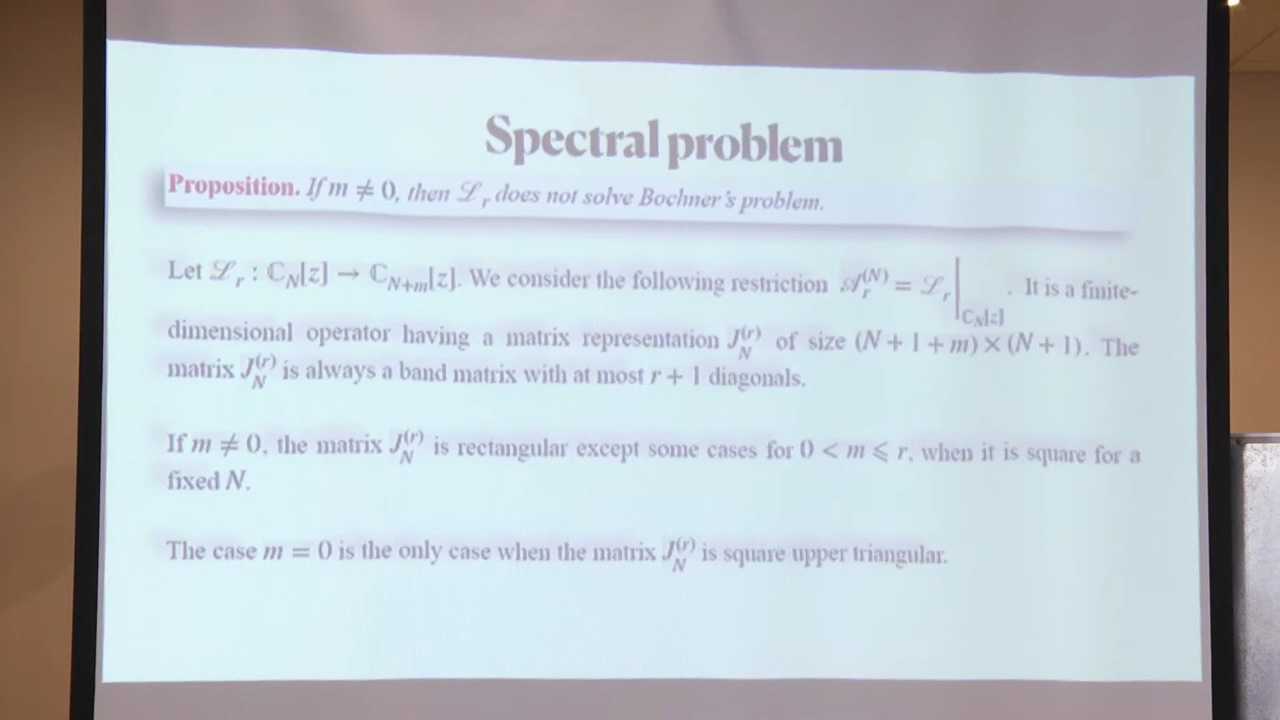 Spectral problem
Proposition. If m ≠ 0, then ℒ_r does not solve Bochner's problem.
Let ℒ_r : ℂ_N[z] → ℂ_{N+m}[z]. We consider the following restriction 𝒜_r^{(N)} = ℒ_r|_{ℂ_N[z]}. It is a finite-
dimensional operator having a matrix representation J_N^{(r)} of size (N + 1 + m) × (N + 1). The
matrix J_N^{(r)} is always a band matrix with at most r + 1 diagonals.
If m ≠ 0, the matrix J_N^{(r)} is rectangular except some cases for 0 < m ⩽ r, when it is square for a
fixed N.
The case m = 0 is the only case when the matrix J_N^{(r)} is square upper triangular.